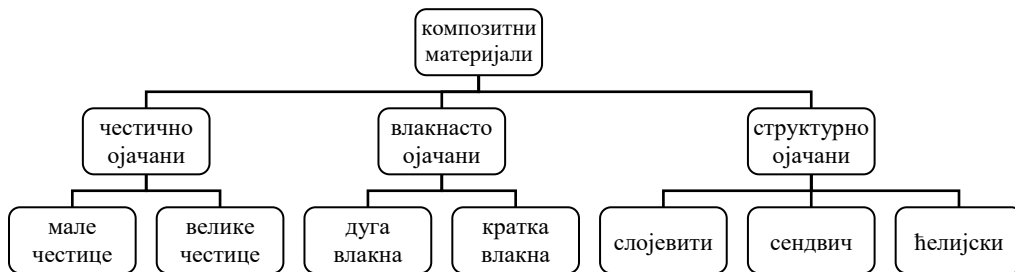 композитни
материјали
честично
ојачани
влакнасто
ојачани
структурно
ојачани
мале
честице
велике
честице
дуга
влакна
кратка
влакна
слојевити
сендвич
ћелијски